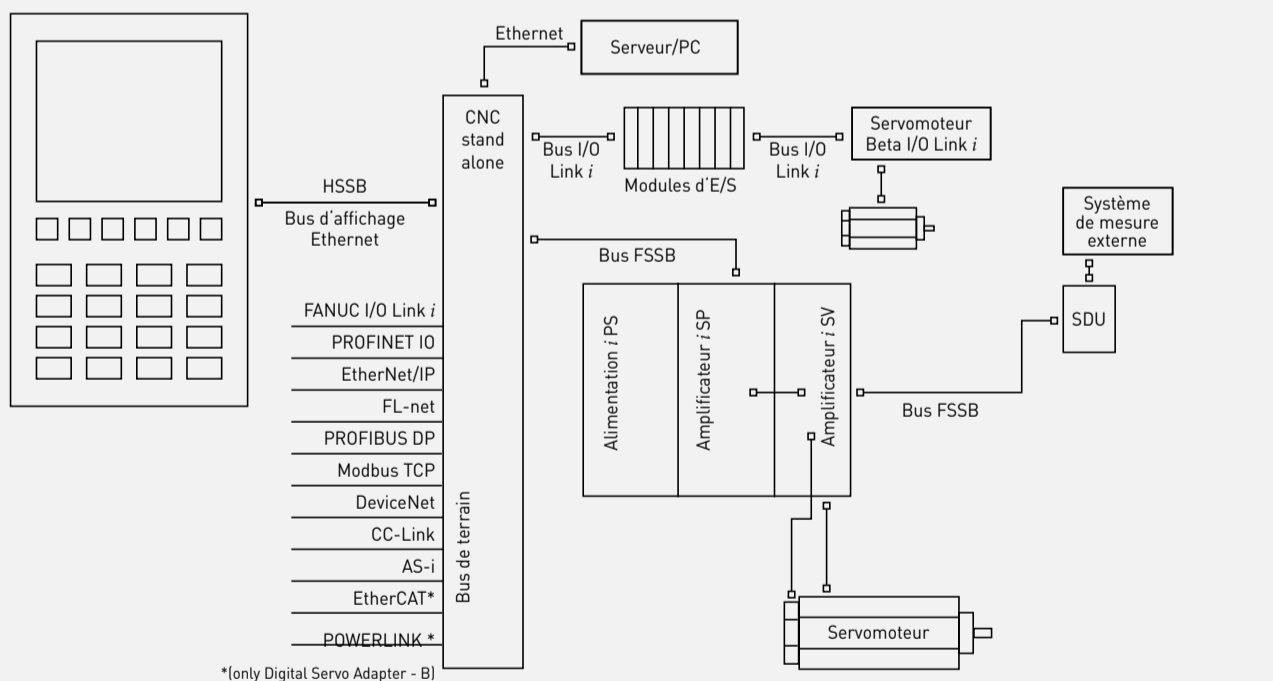 Ethernet
Serveur/PC
CNC
stand
alone
Bus I/O
Link i
Modules d'E/S
Bus I/O
Link i
Servomoteur
Beta I/O Link i
HSSB
Bus d'affichage
Ethernet
Bus FSSB
Système
de mesure
externe
SDU
FANUC I/O Link i
PROFINET IO
EtherNet/IP
FL-net
PROFIBUS DP
Modbus TCP
DeviceNet
CC-Link
AS-i
EtherCAT*
POWERLINK *
*(only Digital Servo Adapter - B)
Bus de terrain
Alimentation i PS
Amplificateur i SP
Amplificateur i SV
Bus FSSB
Servomoteur